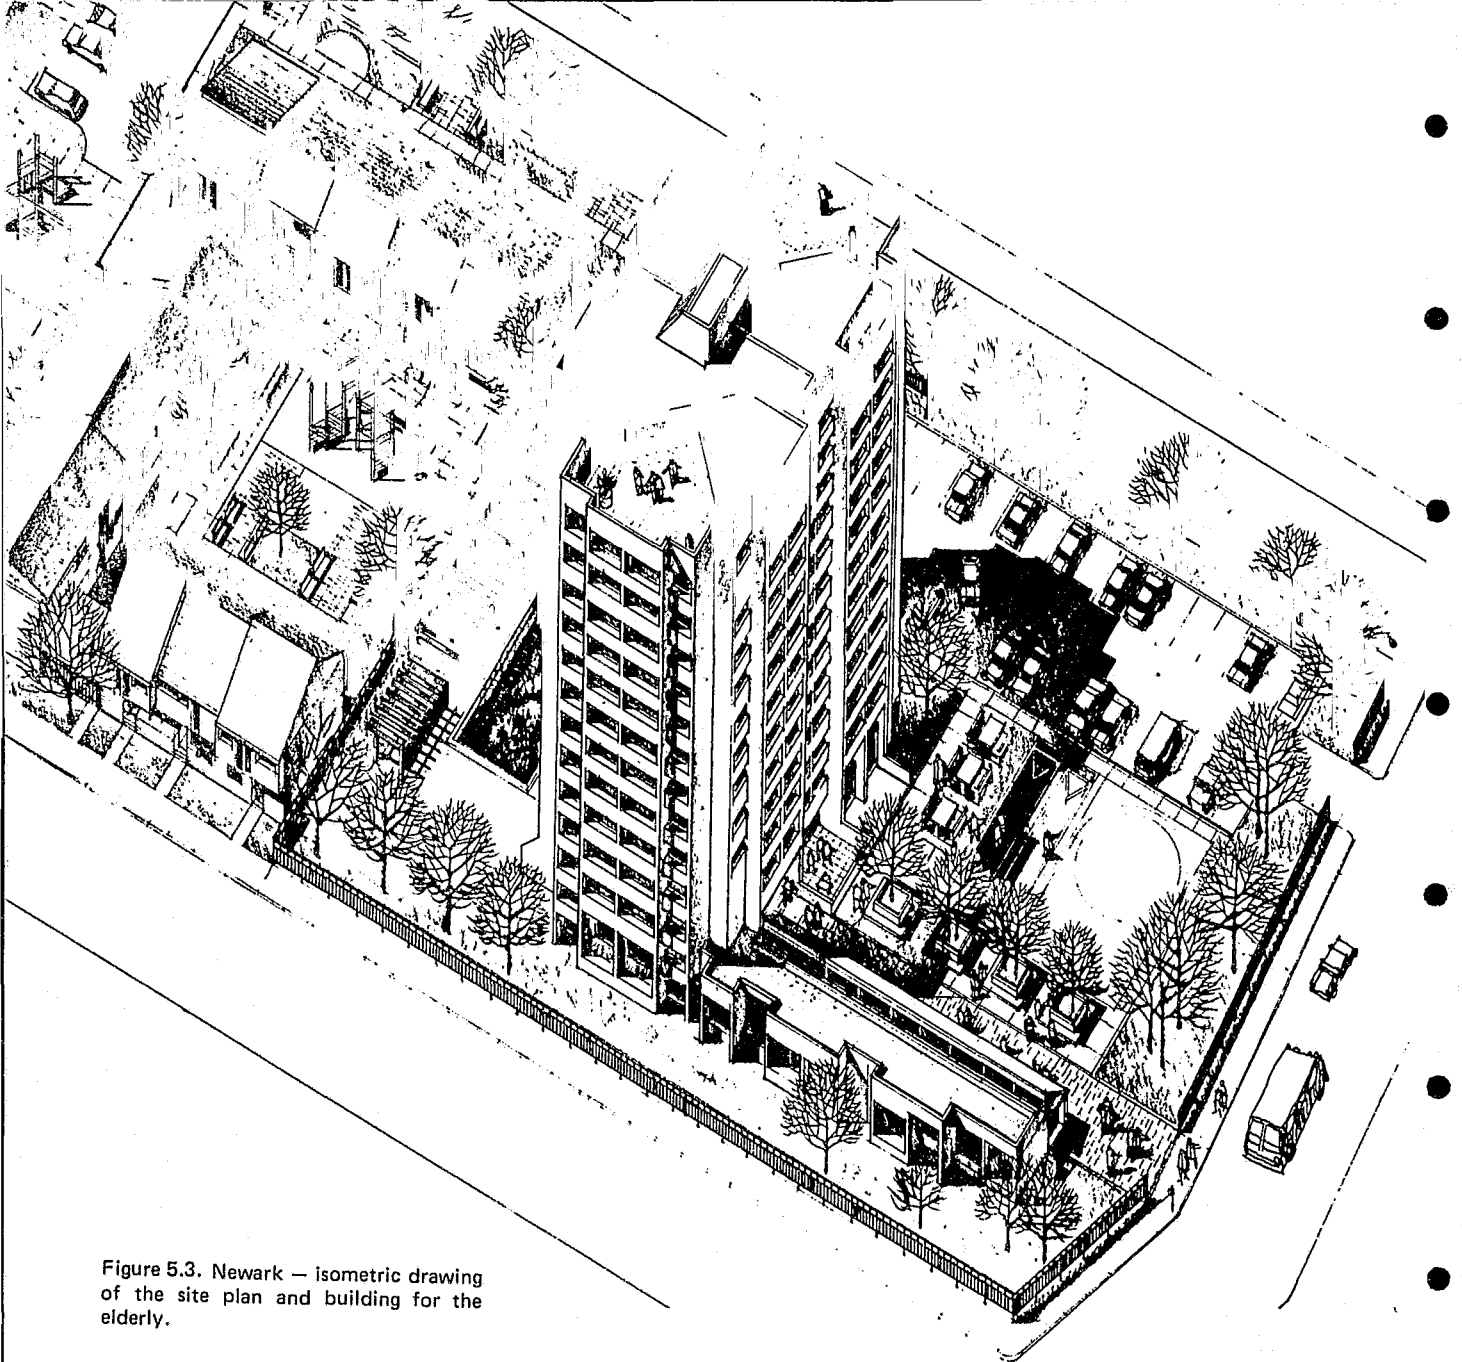 Figure 5.3. Newark — isometric drawing
of the site plan and building for the
elderly.